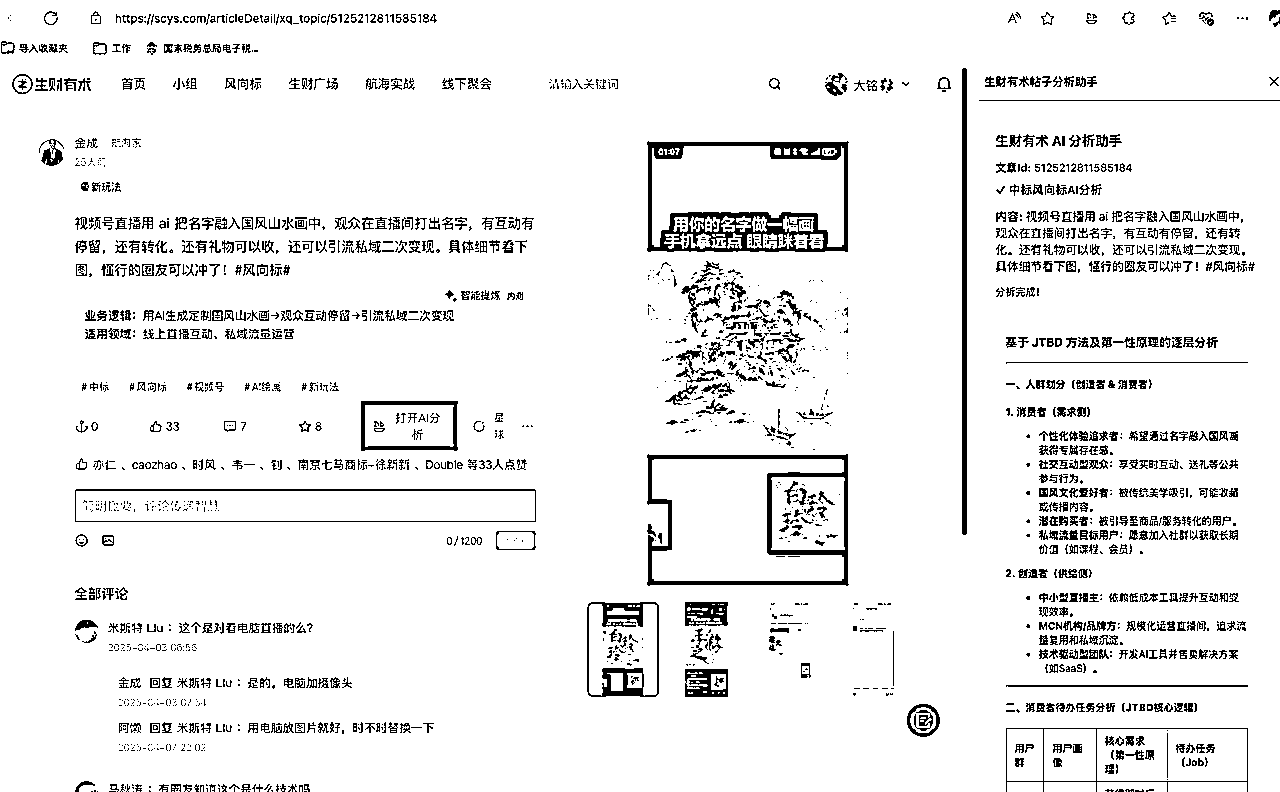 https://scys.com/articleDetail/xq_topic/5125212811585184
导入收藏夹
工作
国家税务总局电子税...
生财有术
首页
小组
风向标
生财广场
航海实战
线下聚会
请输入关键词
大铭
金成
新玩法
视频号直播用 ai 把名字融入国风山水画中，观众在直播间打出名字，有互动有
停留，还有转化。还有礼物可以收，还可以引流私域二次变现。具体细节看下
图，懂行的圈友可以冲了！#风向标#
智能提炼 内测
业务逻辑：用AI生成定制国风山水画→观众互动停留→引流私域二次变现
适用领域：线上直播互动、私域流量运营
#中标
#风向标
#视频号
#AI绘画
#新玩法
0
33
7
8
打开AI分
析
星
球
亦仁 、caozhao 、时风 、韦一 、钊 、南京七马商标-徐新新 、Double 等33人点赞
0/1200
全部评论
米斯特 Liu ：这个是对着电脑直播的么？
2025-04-03 06:56
金成 回复 米斯特 Liu ：是的，电脑加摄像头
阿懒 回复 米斯特 Liu ：用电脑放图片就好，时不时替换一下
2025-04-07 22:02
马秋涛 ：有圈友知道这个是什么技术吗
01:07
用你的名字做一幅画
手机拿远点 眼睛眯着看
生财有术帖子分析助手
生财有术 AI 分析助手
文章Id: 5125212811585184
✓ 中标风向标AI分析
内容: 视频号直播用 ai 把名字融入国风山水画中，
观众在直播间打出名字，有互动有停留，还有转
化。还有礼物可以收，还可以引流私域二次变现。
具体细节看下图，懂行的圈友可以冲了！#风向标#
分析完成！
基于 JTBD 方法及第一性原理的逐层分析
一、人群划分（创造者 & 消费者）
1. 消费者（需求侧）
• 个性化体验追求者：希望通过名字融入国风画
获得专属存在感。
• 社交互动型观众：享受实时互动、送礼等公共
参与行为。
• 国风文化爱好者：被传统美学吸引，可能收藏
或传播内容。
• 潜在购买者：被引导至商品/服务转化的用户。
• 私域流量目标用户：愿意加入社群以获取长期
价值（如课程、会员）。
2. 创造者（供给侧）
• 中小型直播主：依赖低成本工具提升互动和变
现效率。
• MCN机构/品牌方：规模化运营直播间，追求流
量复用和私域沉淀。
• 技术驱动型团队：开发AI工具并售卖解决方案
（如SaaS）。
二、消费者待办任务分析（JTBD核心逻辑）
用户
群
用户画
像
核心需求
（第一性原
理）
待办任务
（Job）